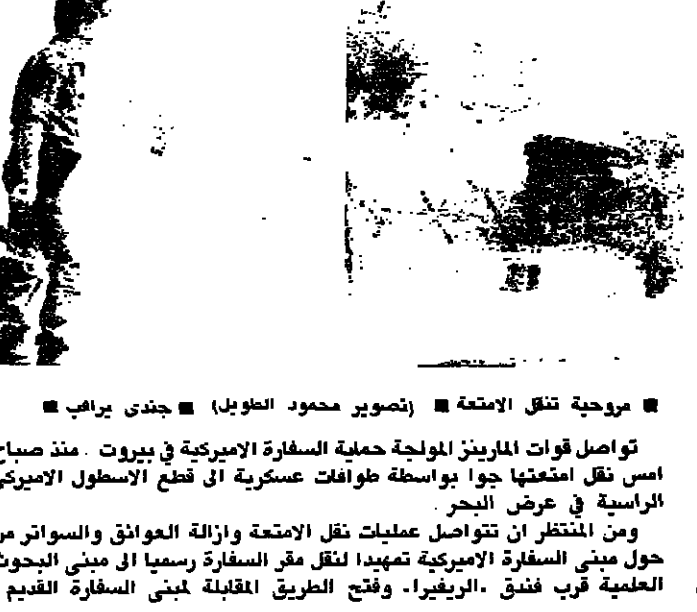 ■ مروحية تنقل الامتعة ■ (تصوير محمود الطويل) ■ جندى يراقب ■
تواصل قوات المارينز المولجة حماية السفارة الاميركية في بيروت . منذ صباح
امس نقل امتعتها جوا بواسطة طوافات عسكرية الى قطع الاسطول الاميركي
الراسية في عرض البحر .
ومن المنتظر ان تتواصل عمليات نقل الامتعة وازالة العوائق والسواتر من
حول مبنى السفارة الاميركية تمهيدا لنقل مقر السفارة رسميا الى مبنى البحوث
العلمية قرب فندق .الريفيرا. وفتح الطريق المقابلة لمبنى السفارة القديم